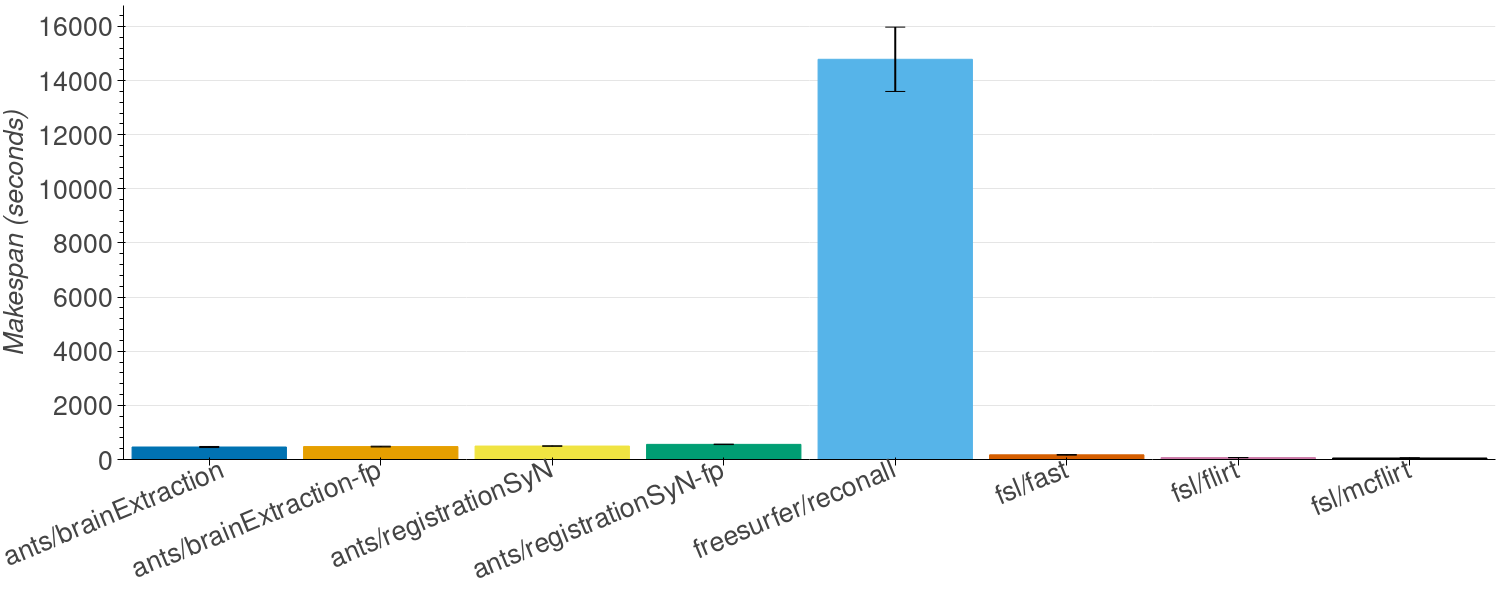 Makespan (seconds)
16000
14000
12000
10000
8000
6000
4000
2000
0
ants/brainExtraction
ants/brainExtraction-fp
ants/registrationSyN
ants/registrationSyN-fp
freesurfer/reconall
fsl/fast
fsl/flirt
fsl/mcflirt